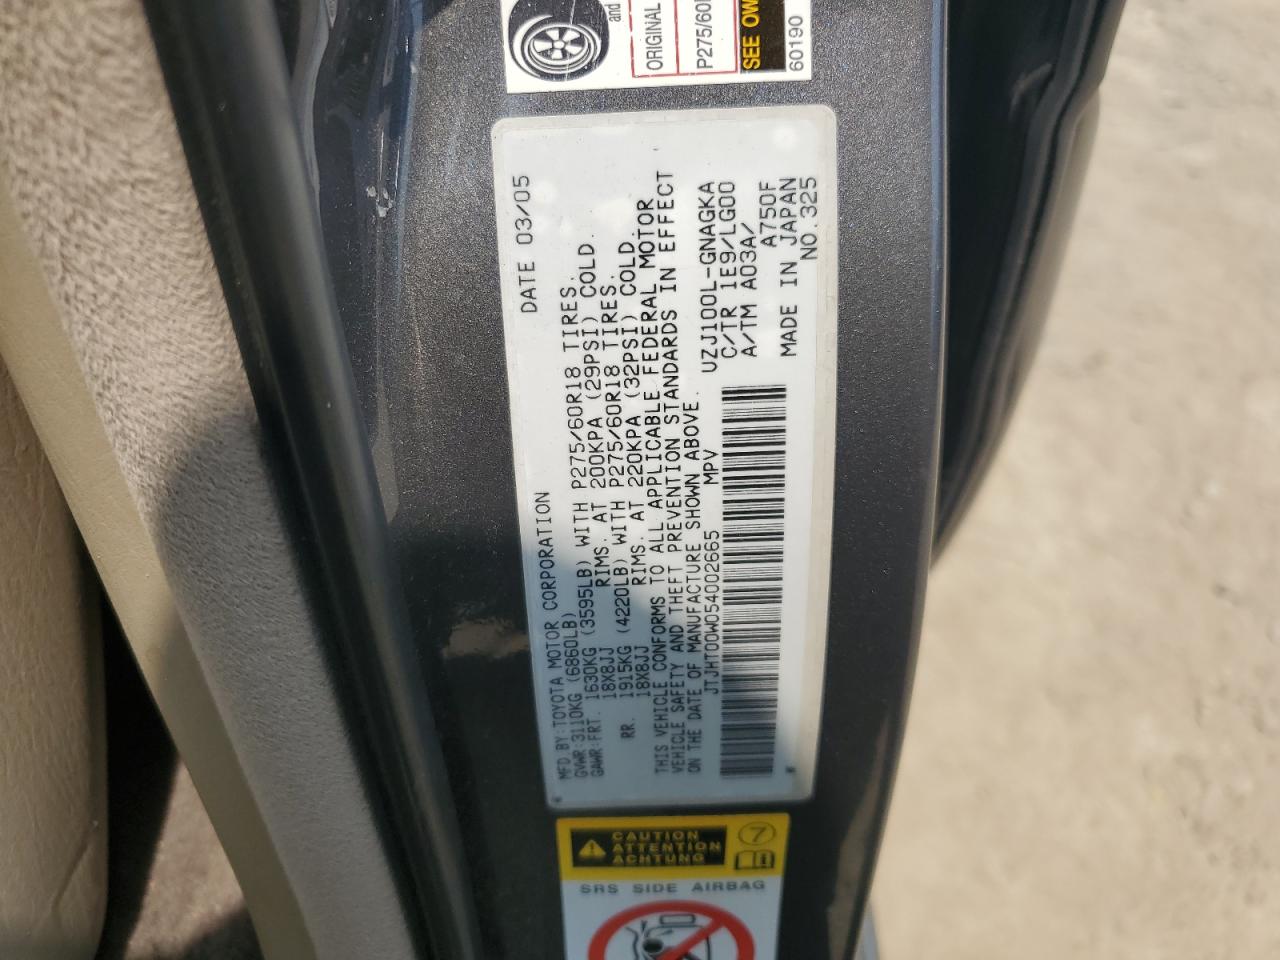 and
ORIGINAL
P275/60
SEE OW
60190
DATE 03/05
MFD.BY:TOYOTA MOTOR CORPORATION
GVWR:3110KG (6860LB)
GAWR:FRT. 1630KG (3595LB) WITH P275/60R18 TIRES.
18X8JJ RIMS. AT 200KPA (29PSI) COLD.
RR. 1915KG (4220LB) WITH P275/60R18 TIRES.
18X8JJ RIMS. AT 220KPA (32PSI) COLD.
THIS VEHICLE CONFORMS TO ALL APPLICABLE FEDERAL MOTOR
VEHICLE SAFETY AND THEFT PREVENTION STANDARDS IN EFFECT
ON THE DATE OF MANUFACTURE SHOWN ABOVE.
JTJHT00W054002665 MPV
UZJ100L-GNAGKA
C/TR 1E9/LG00
A/TM A03A/
A750F
MADE IN JAPAN
NO.325
CAUTION
ATTENTION
ACHTUNG
7
SRS SIDE AIRBAG